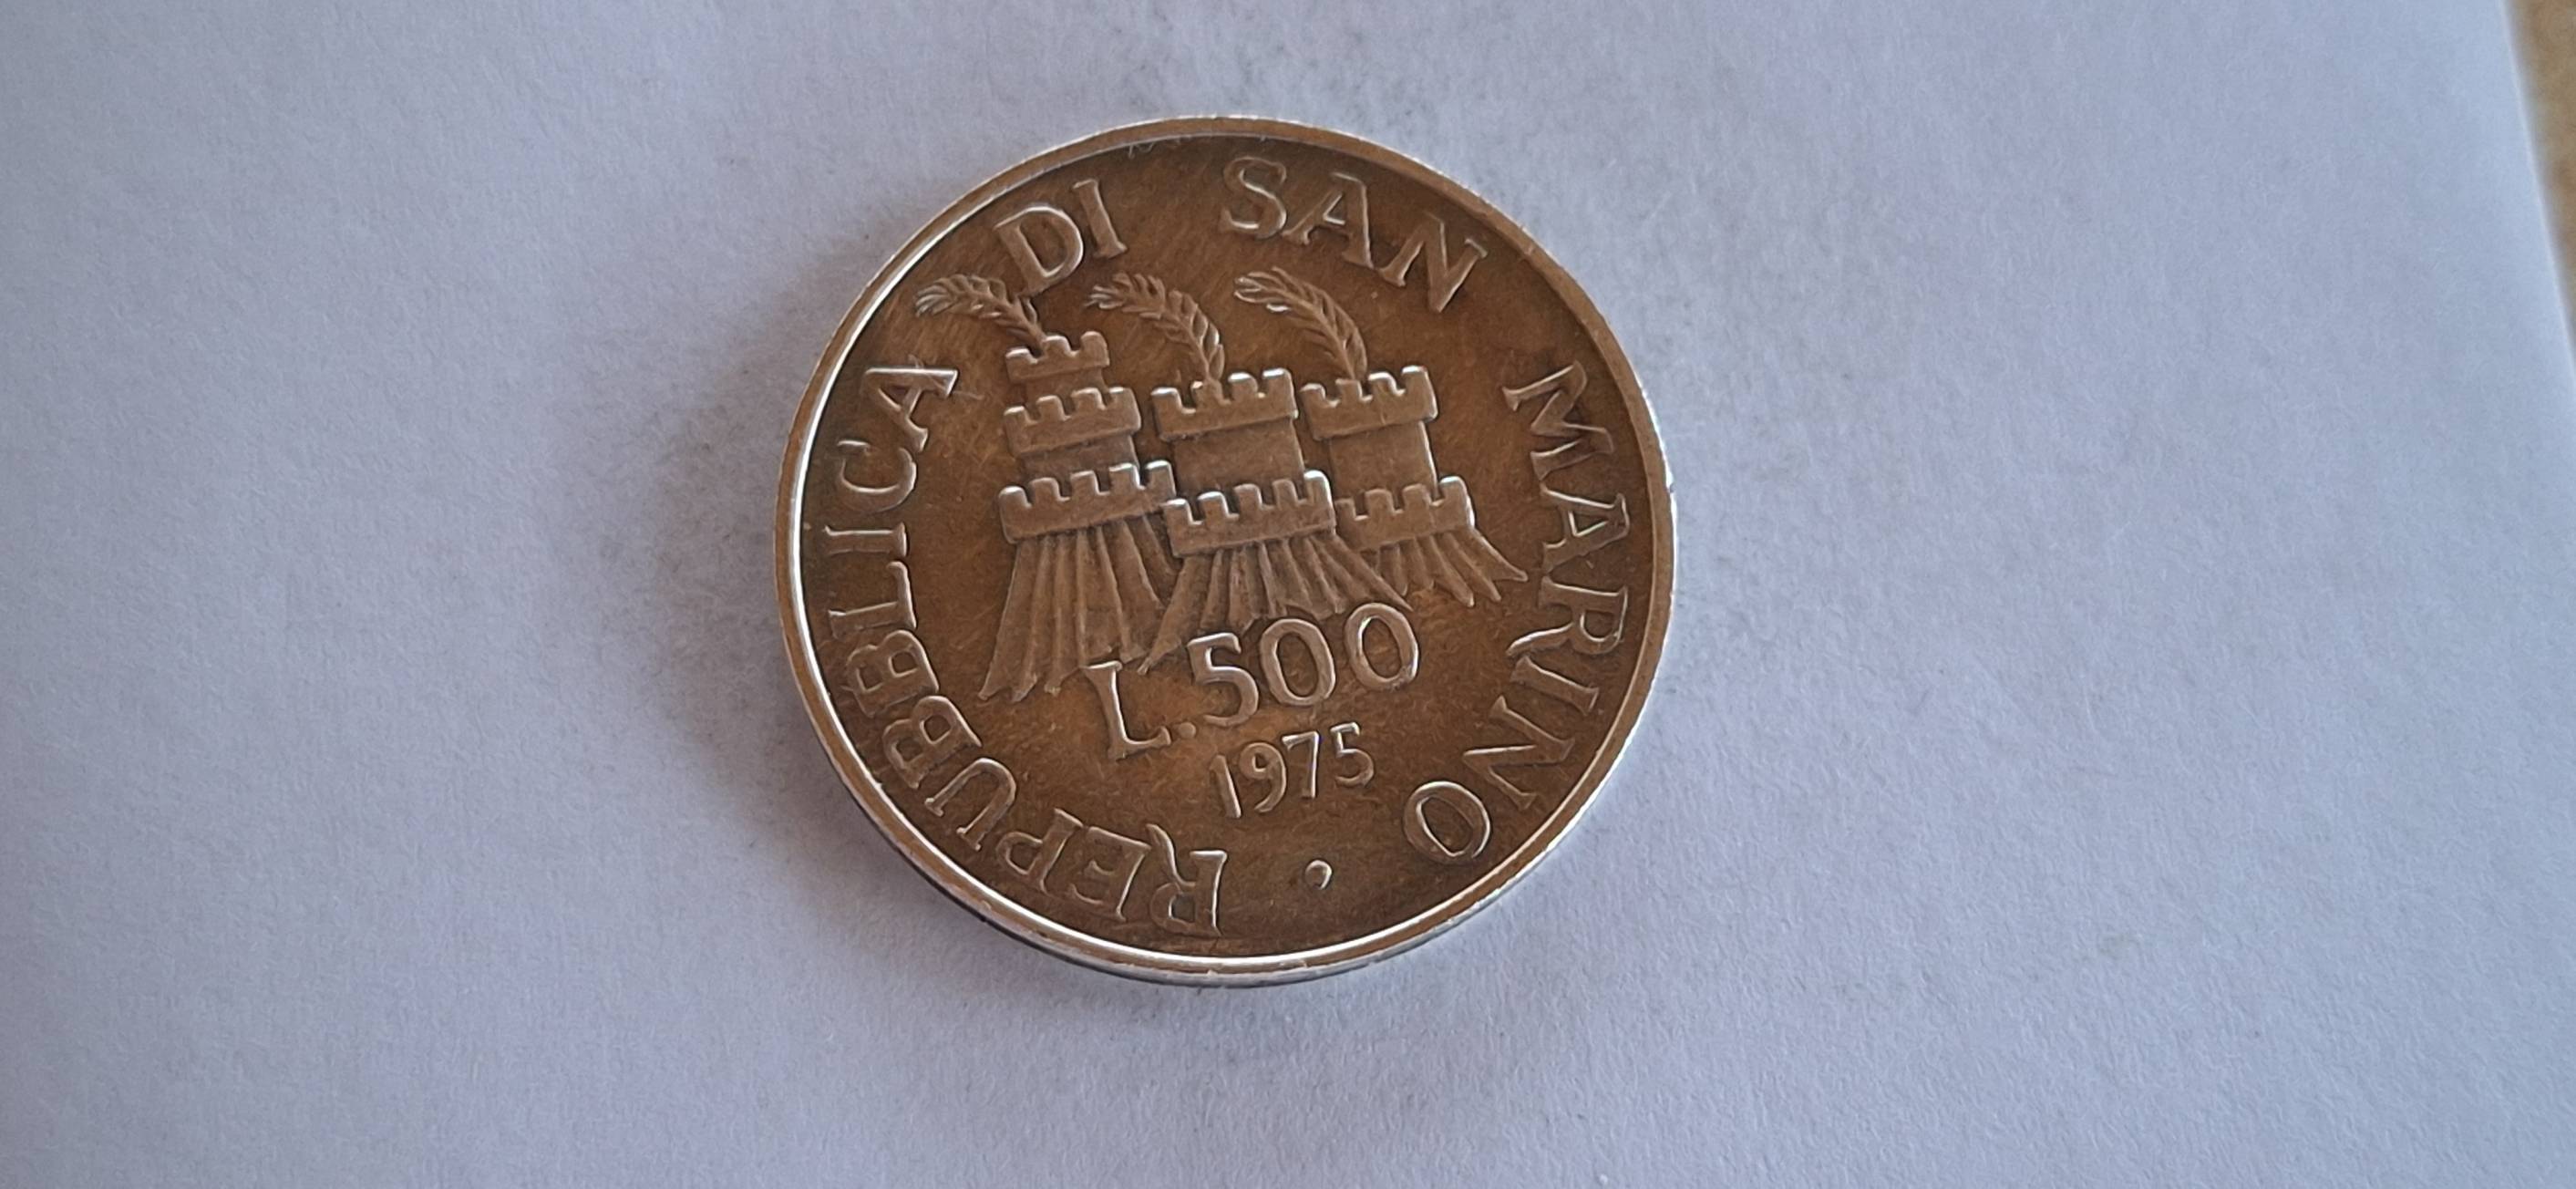 REPUBBLICA DI SAN MARINO •
L.500
1975